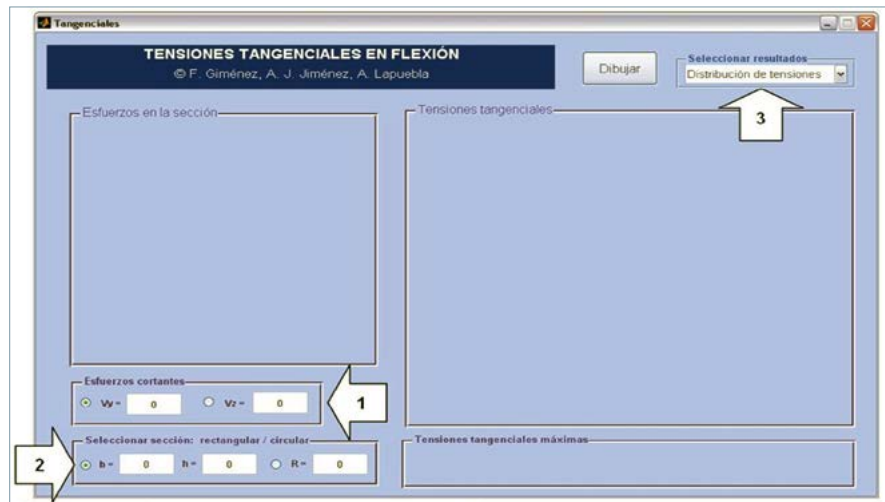 Tangenciales
TENSIONES TANGENCIALES EN FLEXIÓN
© F. Giménez, A. J. Jiménez, A. Lapuebla
Dibujar
Seleccionar resultados
Distribución de tensiones
3
Esfuerzos en la sección
Tensiones tangenciales
Esfuerzos cortantes
Vy = 0 Vz = 0
1
Seleccionar sección: rectangular / circular
2
b = 0 h = 0 R = 0
Tensiones tangenciales máximas